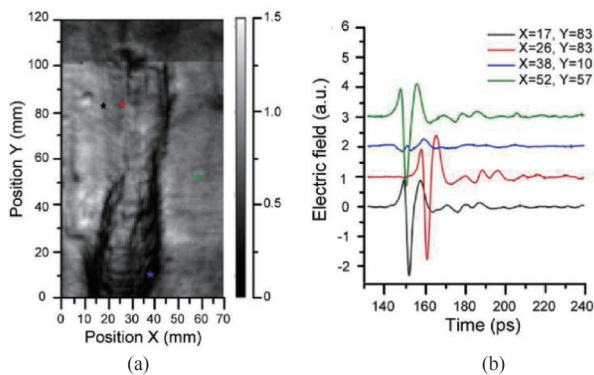 (a)
Position Y (mm)
120
100
80
60
40
20
0
0 10 20 30 40 50 60 70
Position X (mm)
1.5
1.0
0.5
0
(b)
Electric field (a.u.)
6
5
4
3
2
1
0
-1
-2
X=17, Y=83
X=26, Y=83
X=38, Y=10
X=52, Y=57
140 160 180 200 220 240
Time (ps)
(a)
(b)